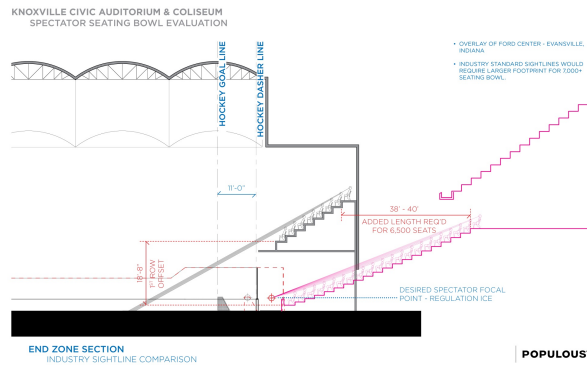 KNOXVILLE CIVIC AUDITORIUM & COLISEUM
SPECTATOR SEATING BOWL EVALUATION
HOCKEY GOAL LINE
HOCKEY DASHER LINE
• OVERLAY OF FORD CENTER - EVANSVILLE,
INDIANA
• INDUSTRY STANDARD SIGHTLINES WOULD
REQUIRE LARGER FOOTPRINT FOR 7,000+
SEATING BOWL.
11'-0"
38' - 40'
ADDED LENGTH REQ'D
FOR 6,500 SEATS
18'-8"
1ST ROW
OFFSET
DESIRED SPECTATOR FOCAL
POINT - REGULATION ICE
END ZONE SECTION
INDUSTRY SIGHTLINE COMPARISON
POPULOUS